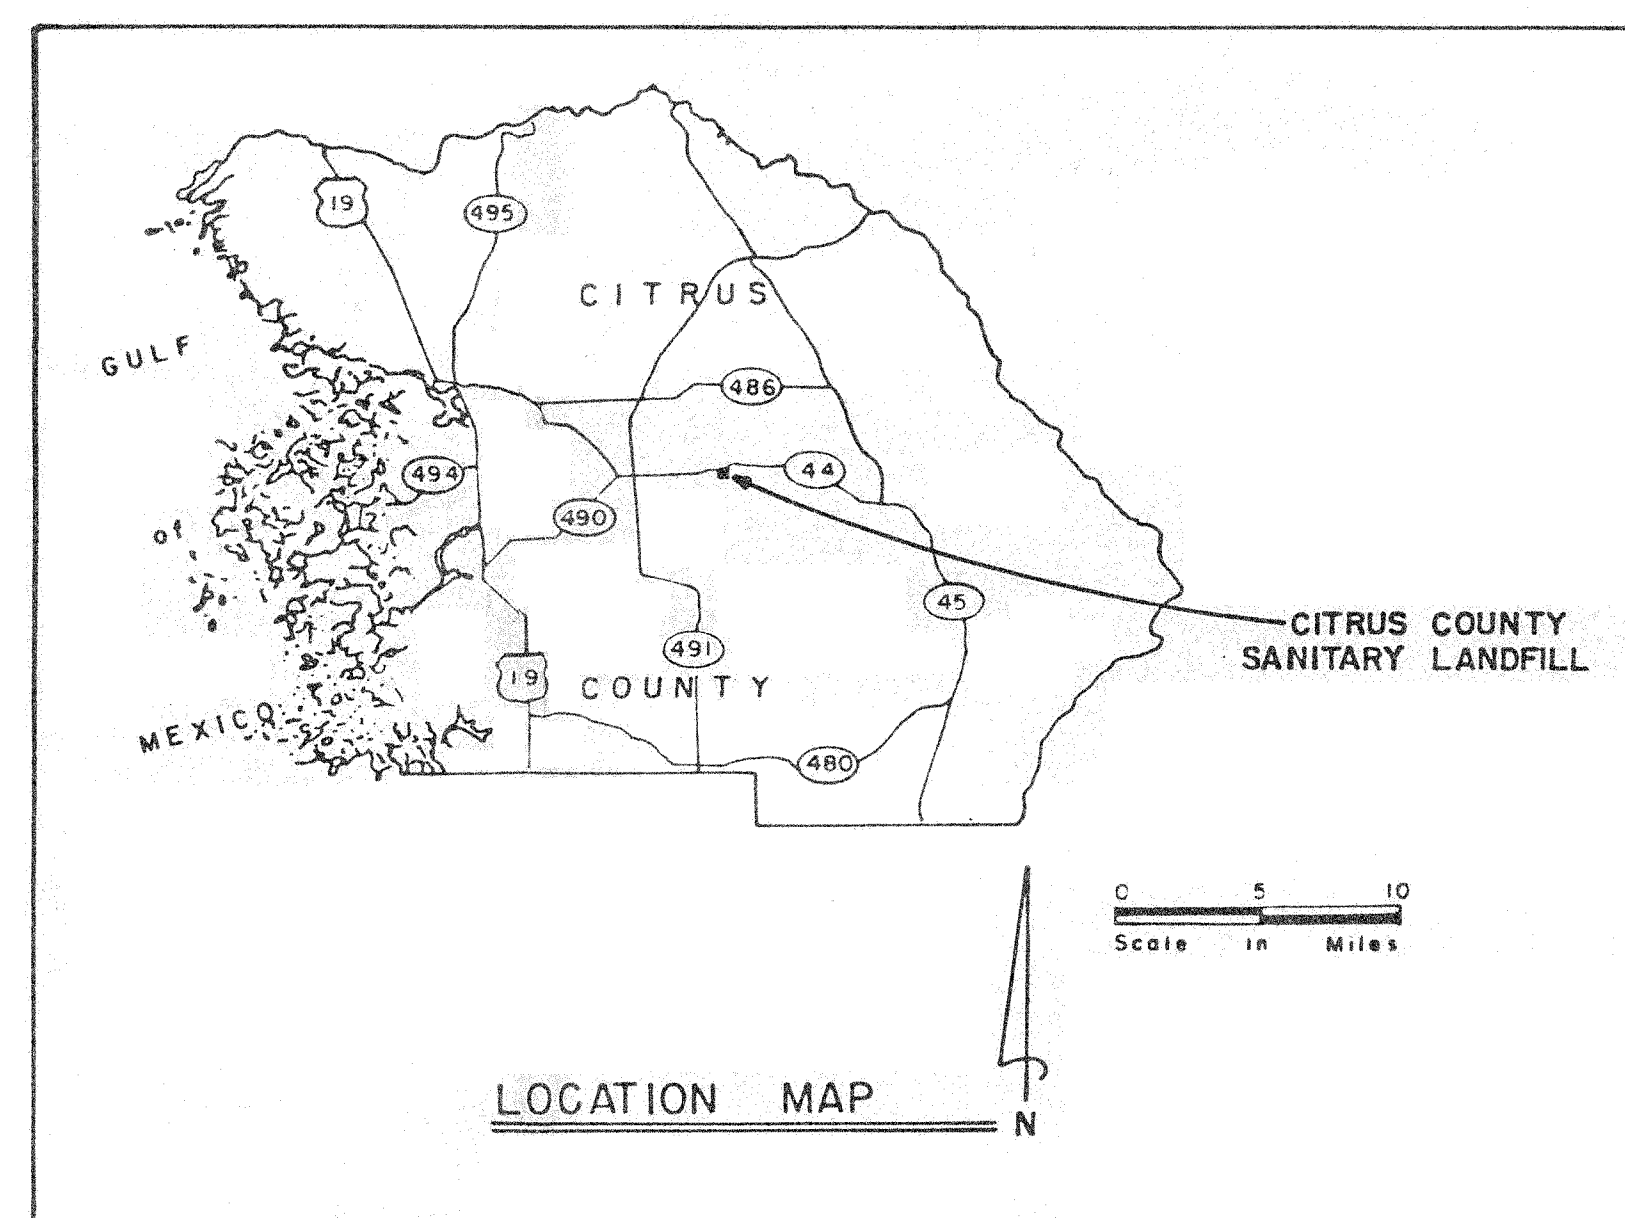 19
495
CITRUS
GULF
486
494
44
490
of
45
CITRUS COUNTY
SANITARY LANDFILL
491
19
COUNTY
MEXICO
480
0 5 10
Scale in Miles
LOCATION MAP
N